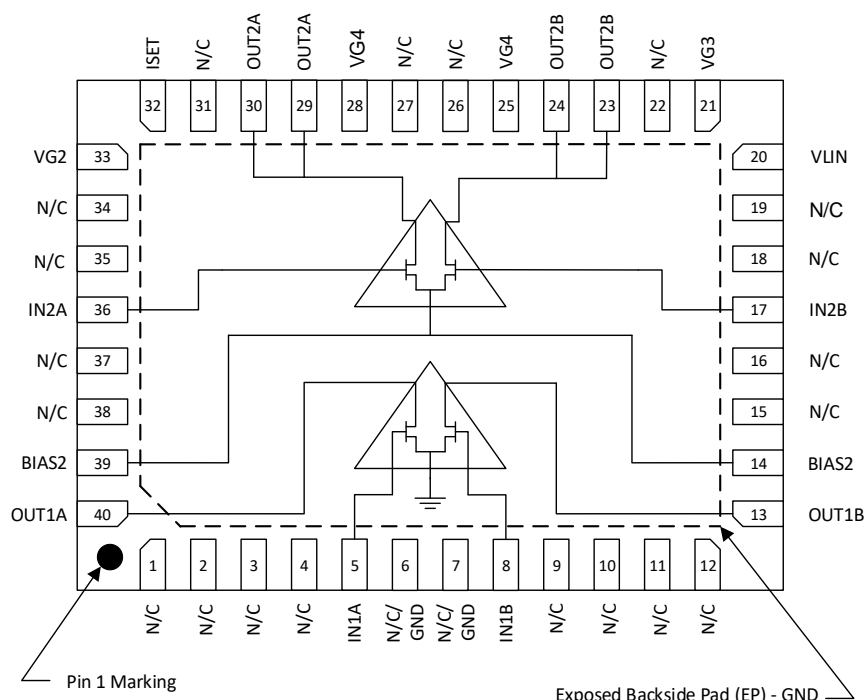 ISET
N/C
OUT2A
OUT2A
VG4
N/C
N/C
VG4
OUT2B
OUT2B
N/C
VG3
32
31
30
29
28
27
26
25
24
23
22
21
VG2 33
20 VLIN
N/C 34
19 N/C
N/C 35
18 N/C
IN2A 36
17 IN2B
N/C 37
16 N/C
N/C 38
15 N/C
BIAS2 39
14 BIAS2
OUT1A 40
13 OUT1B
1
2
3
4
5
6
7
8
9
10
11
12
N/C
N/C
N/C
N/C
IN1A
N/C/
GND
N/C/
GND
IN1B
N/C
N/C
N/C
N/C
Pin 1 Marking
Exposed Backside Pad (EP) - GND